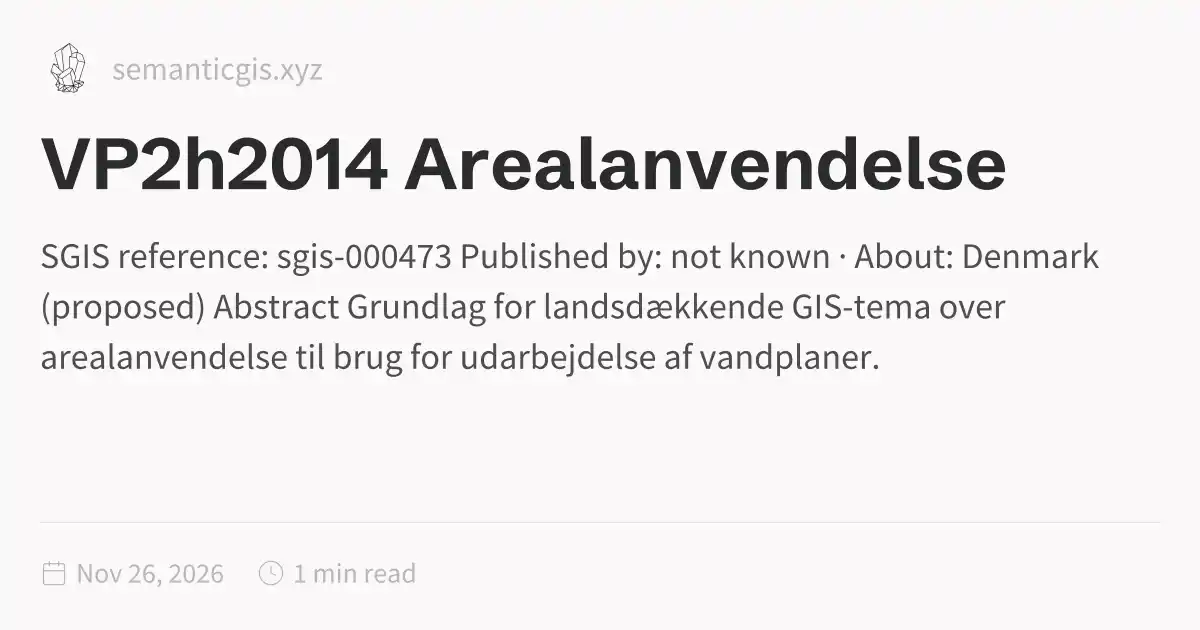 semanticgis.xyz
VP2h2014 Arealanvendelse
SGIS reference: sgis-000473 Published by: not known · About: Denmark
(proposed) Abstract Grundlag for landsdækkende GIS-tema over
arealanvendelse til brug for udarbejdelse af vandplaner.
Nov 26, 2026 1 min read